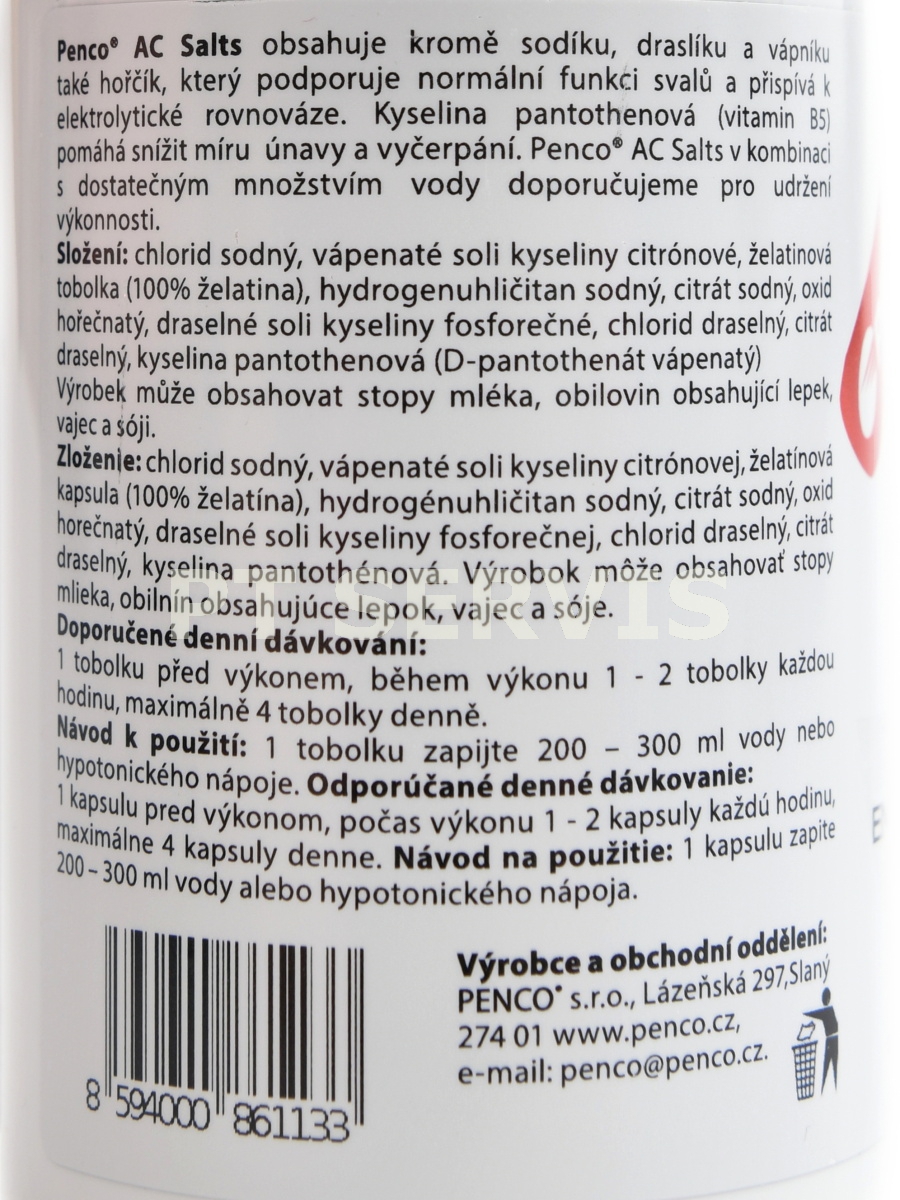 Penco® AC Salts obsahuje kromě sodíku, draslíku a vápníku
také hořčík, který podporuje normální funkci svalů a přispívá k
elektrolytické rovnováze. Kyselina pantothenová (vitamin B5)
pomáhá snížit míru únavy a vyčerpání. Penco® AC Salts v kombinaci
s dostatečným množstvím vody doporučujeme pro udržení
výkonnosti.
Složení: chlorid sodný, vápenaté soli kyseliny citrónové, želatinová
tobolka (100% želatina), hydrogenuhličitan sodný, citrát sodný, oxid
hořečnatý, draselné soli kyseliny fosforečné, chlorid draselný, citrát
draselný, kyselina pantothenová (D-pantothenát vápenatý)
Výrobek může obsahovat stopy mléka, obilovin obsahující lepek,
vajec a sóji.
Zloženie: chlorid sodný, vápenaté soli kyseliny citrónovej, želatínová
kapsula (100% želatína), hydrogénuhličitan sodný, citrát sodný, oxid
horečnatý, draselné soli kyseliny fosforečnej, chlorid draselný, citrát
draselný, kyselina pantothénová. Výrobok môže obsahovať stopy
mlieka, obilnín obsahujúce lepok, vajec a sóje.
PT SERVIS
Doporučené denní dávkování:
1 tobolku před výkonem, během výkonu 1 - 2 tobolky každou
hodinu, maximálně 4 tobolky denně.
Návod k použití: 1 tobolku zapijte 200 – 300 ml vody nebo
hypotonického nápoje. Odporúčané denné dávkovanie:
1 kapsulu pred výkonom, počas výkonu 1 - 2 kapsuly každú hodinu,
maximálne 4 kapsuly denne. Návod na použitie: 1 kapsulu zapite
200 – 300 ml vody alebo hypotonického nápoja.
Výrobce a obchodní oddělení:
PENCO® s.r.o., Lázeňská 297,Slaný
274 01 www.penco.cz,
e-mail: penco@penco.cz.
8 594000 861133